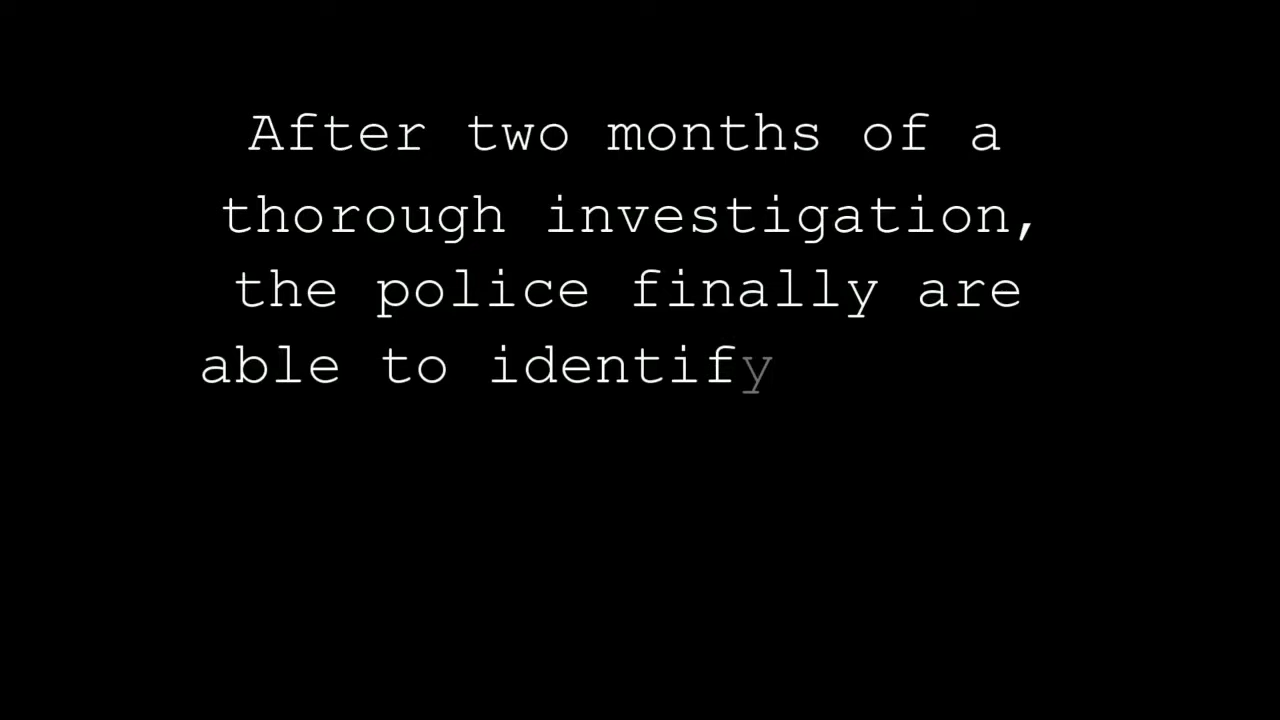 After two months of a
thorough investigation,
the police finally are
able to identify